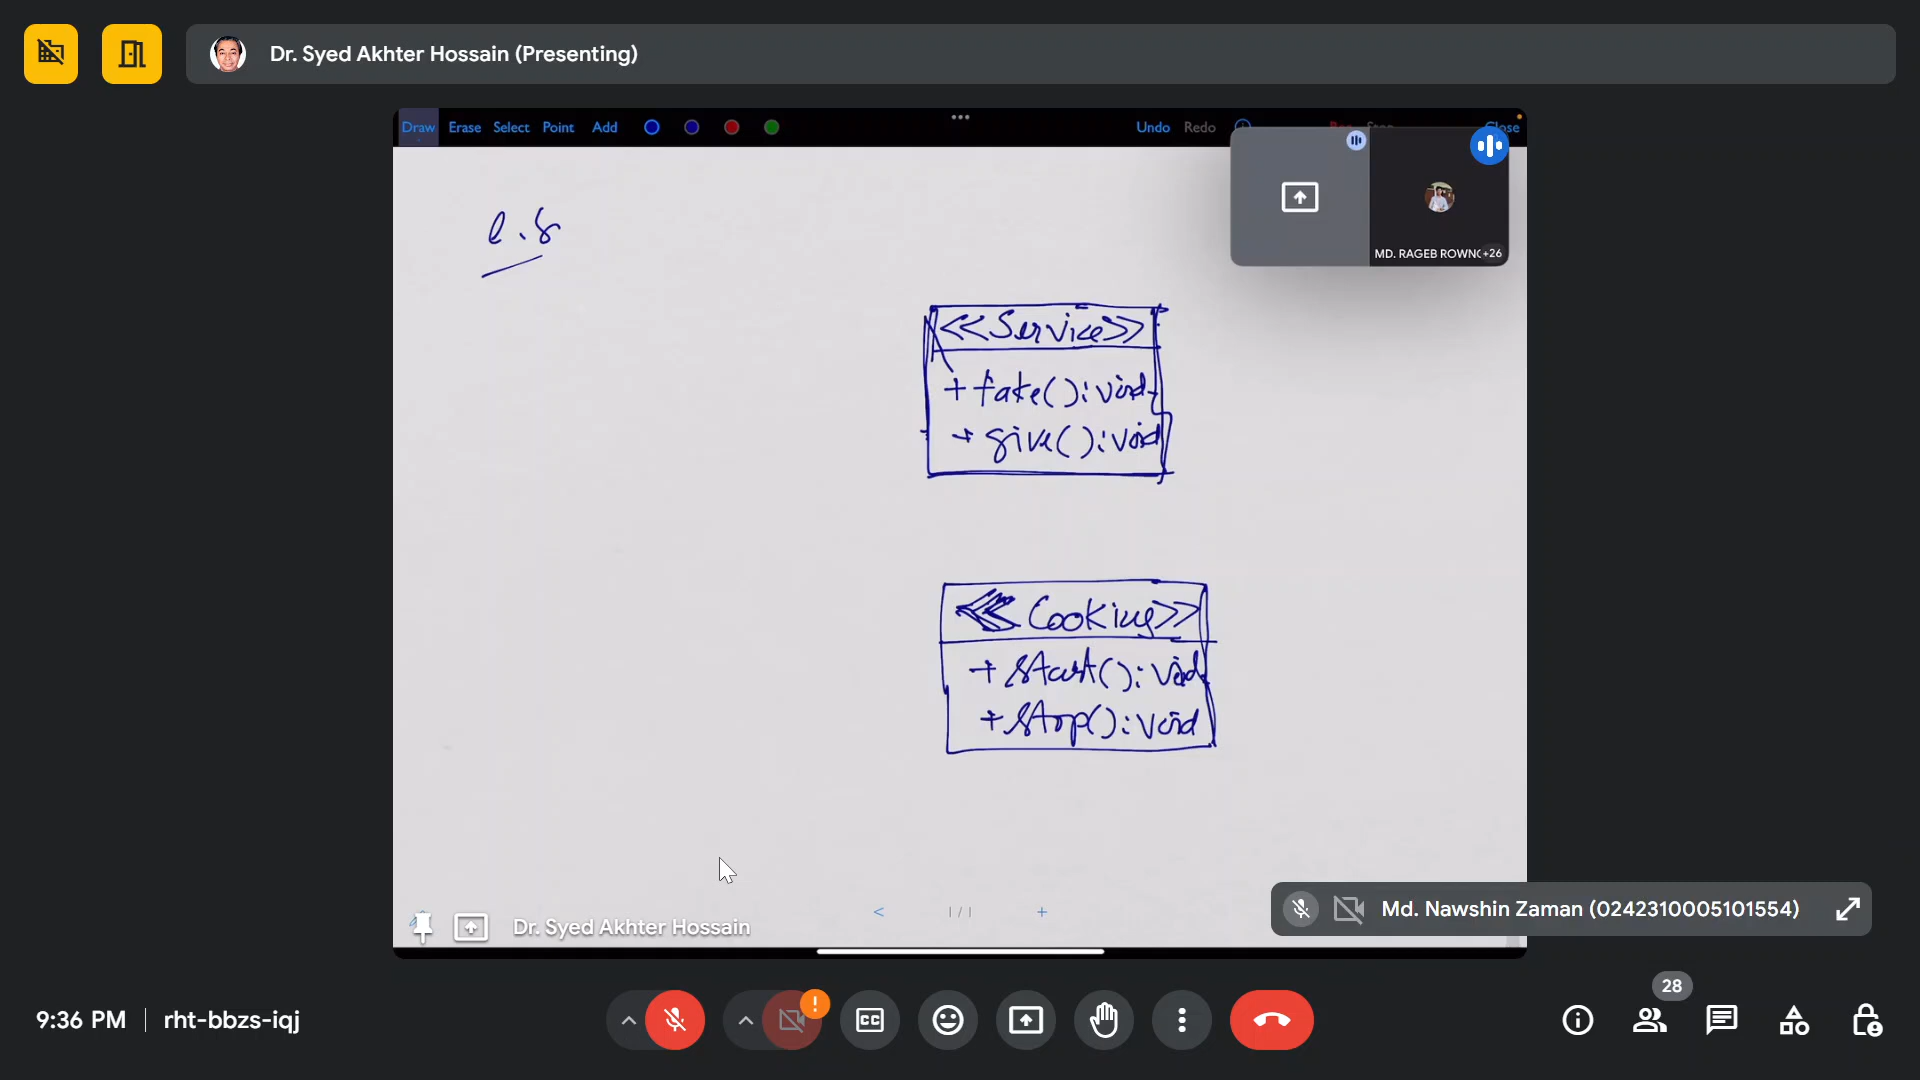 Dr. Syed Akhter Hossain (Presenting)
Draw Erase Select Point Add Undo Redo Close
MD. RAGEB ROWN +26
e.g
<<Service>>
+ take() : void
+ give() : void
<<Cooking>>
+ start() : void
+ stop() : void
< 1 / 1 +
Dr. Syed Akhter Hossain
Md. Nawshin Zaman (0242310005101554)
28
9:36 PM rht-bbzs-iqj